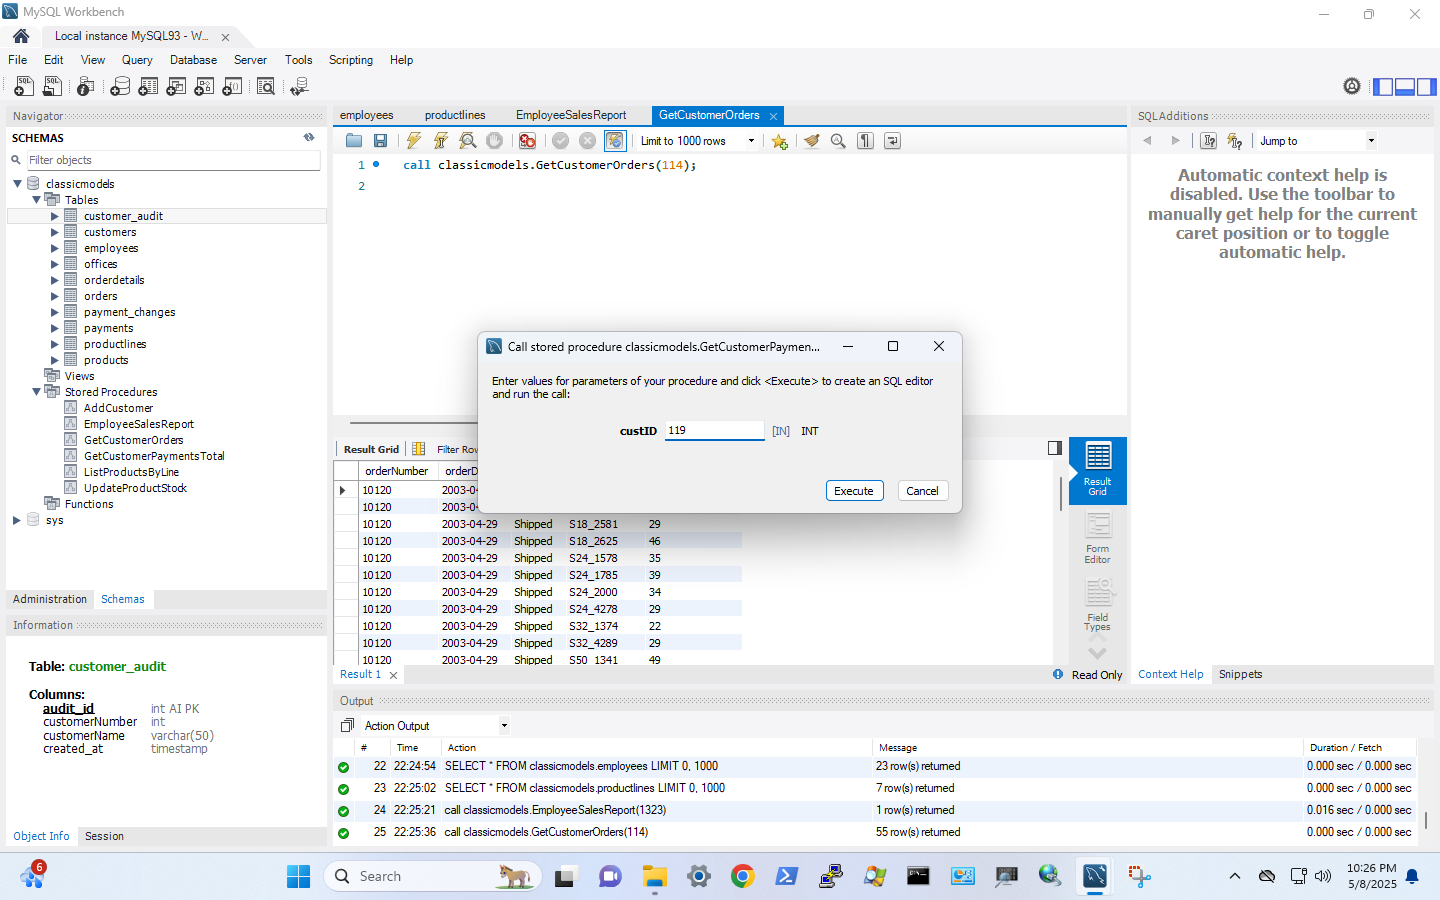 MySQL Workbench
Local instance MySQL93 - W...
File Edit View Query Database Server Tools Scripting Help
Navigator
SCHEMAS
Filter objects
classicmodels
Tables
customer_audit
customers
employees
offices
orderdetails
orders
payment_changes
payments
productlines
products
Views
Stored Procedures
AddCustomer
EmployeeSalesReport
GetCustomerOrders
GetCustomerPaymentsTotal
ListProductsByLine
UpdateProductStock
Functions
sys
Administration Schemas
Information
Table: customer_audit
Columns:
audit_id int AI PK
customerNumber int
customerName varchar(50)
created_at timestamp
Object Info Session
employees productlines EmployeeSalesReport GetCustomerOrders
Limit to 1000 rows
1 call classicmodels.GetCustomerOrders(114);
2
Call stored procedure classicmodels.GetCustomerPaymen...
Enter values for parameters of your procedure and click <Execute> to create an SQL editor
and run the call:
custID 119 [IN] INT
Execute Cancel
Result Grid Filter Row
orderNumber orderD
10120 2003-04
10120 2003-04
10120 2003-04-29 Shipped S18_2581 29
10120 2003-04-29 Shipped S18_2625 46
10120 2003-04-29 Shipped S24_1578 35
10120 2003-04-29 Shipped S24_1785 39
10120 2003-04-29 Shipped S24_2000 34
10120 2003-04-29 Shipped S24_4278 29
10120 2003-04-29 Shipped S32_1374 22
10120 2003-04-29 Shipped S32_4289 29
10120 2003-04-29 Shipped S50_1341 49
Result Grid
Form Editor
Field Types
Result 1
Read Only
SQLAdditions
Jump to
Automatic context help is
disabled. Use the toolbar to
manually get help for the current
caret position or to toggle
automatic help.
Context Help Snippets
Output
Action Output
# Time Action Message Duration / Fetch
22 22:24:54 SELECT * FROM classicmodels.employees LIMIT 0, 1000 23 row(s) returned 0.000 sec / 0.000 sec
23 22:25:02 SELECT * FROM classicmodels.productlines LIMIT 0, 1000 7 row(s) returned 0.000 sec / 0.000 sec
24 22:25:21 call classicmodels.EmployeeSalesReport(1323) 1 row(s) returned 0.016 sec / 0.000 sec
25 22:25:36 call classicmodels.GetCustomerOrders(114) 55 row(s) returned 0.000 sec / 0.000 sec
6
Search
10:26 PM
5/8/2025